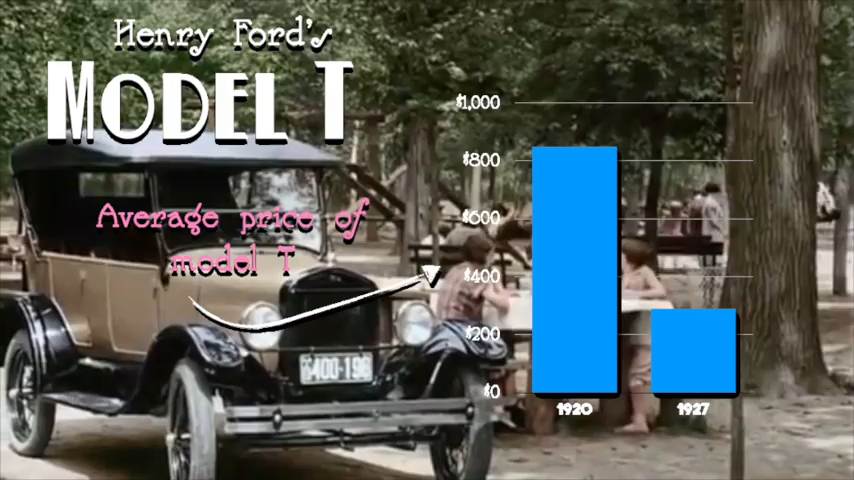 Henry Ford's
MODEL T
Average price of
model T
$1,000
$800
$600
$400
$200
$0
1920
1927
$400-196